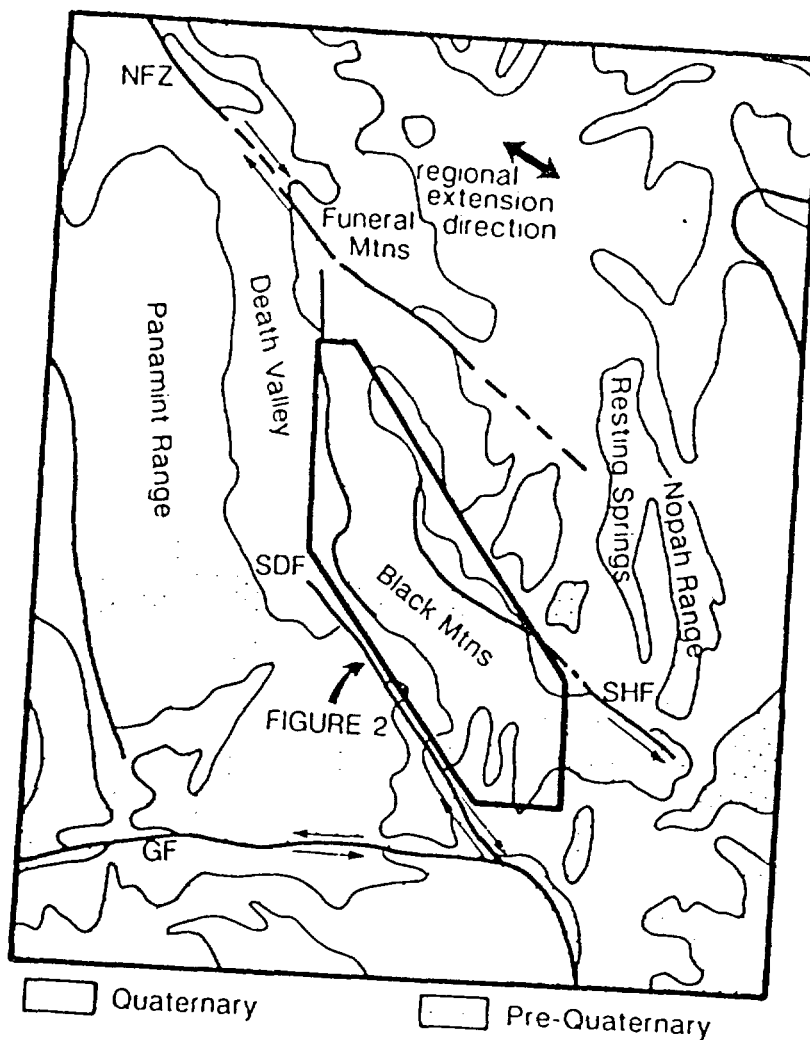 NFZ
regional
extension
direction
Funeral
Mtns
Death Valley
Panamint Range
Resting Springs
Nopah Range
SDF
Black Mtns
SHF
FIGURE 2
GF
Quaternary
Pre-Quaternary